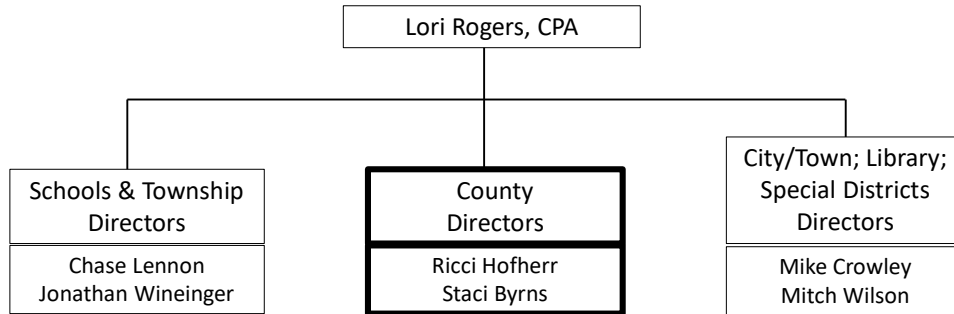 Lori Rogers, CPA
Schools & Township
Directors
Chase Lennon
Jonathan Wineinger
County
Directors
Ricci Hofherr
Staci Byrns
City/Town; Library;
Special Districts
Directors
Mike Crowley
Mitch Wilson